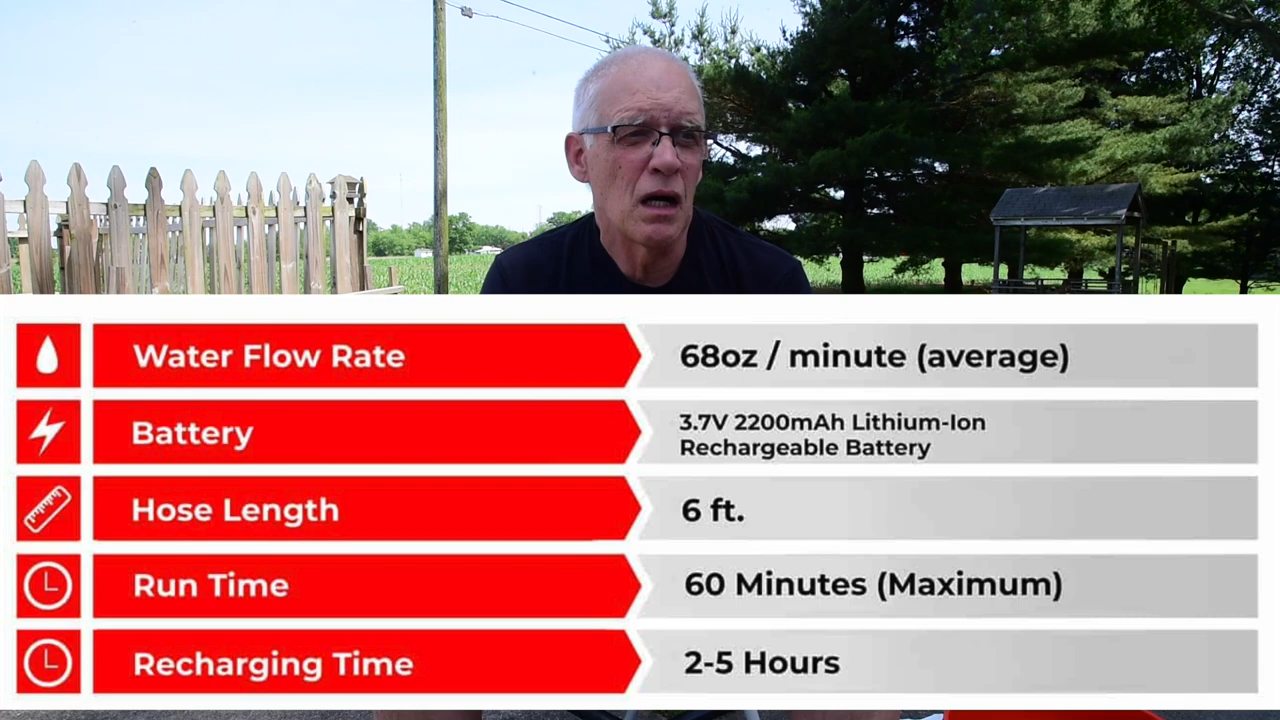 Water Flow Rate
68oz / minute (average)
Battery
3.7V 2200mAh Lithium-Ion
Rechargeable Battery
Hose Length
6 ft.
Run Time
60 Minutes (Maximum)
Recharging Time
2-5 Hours